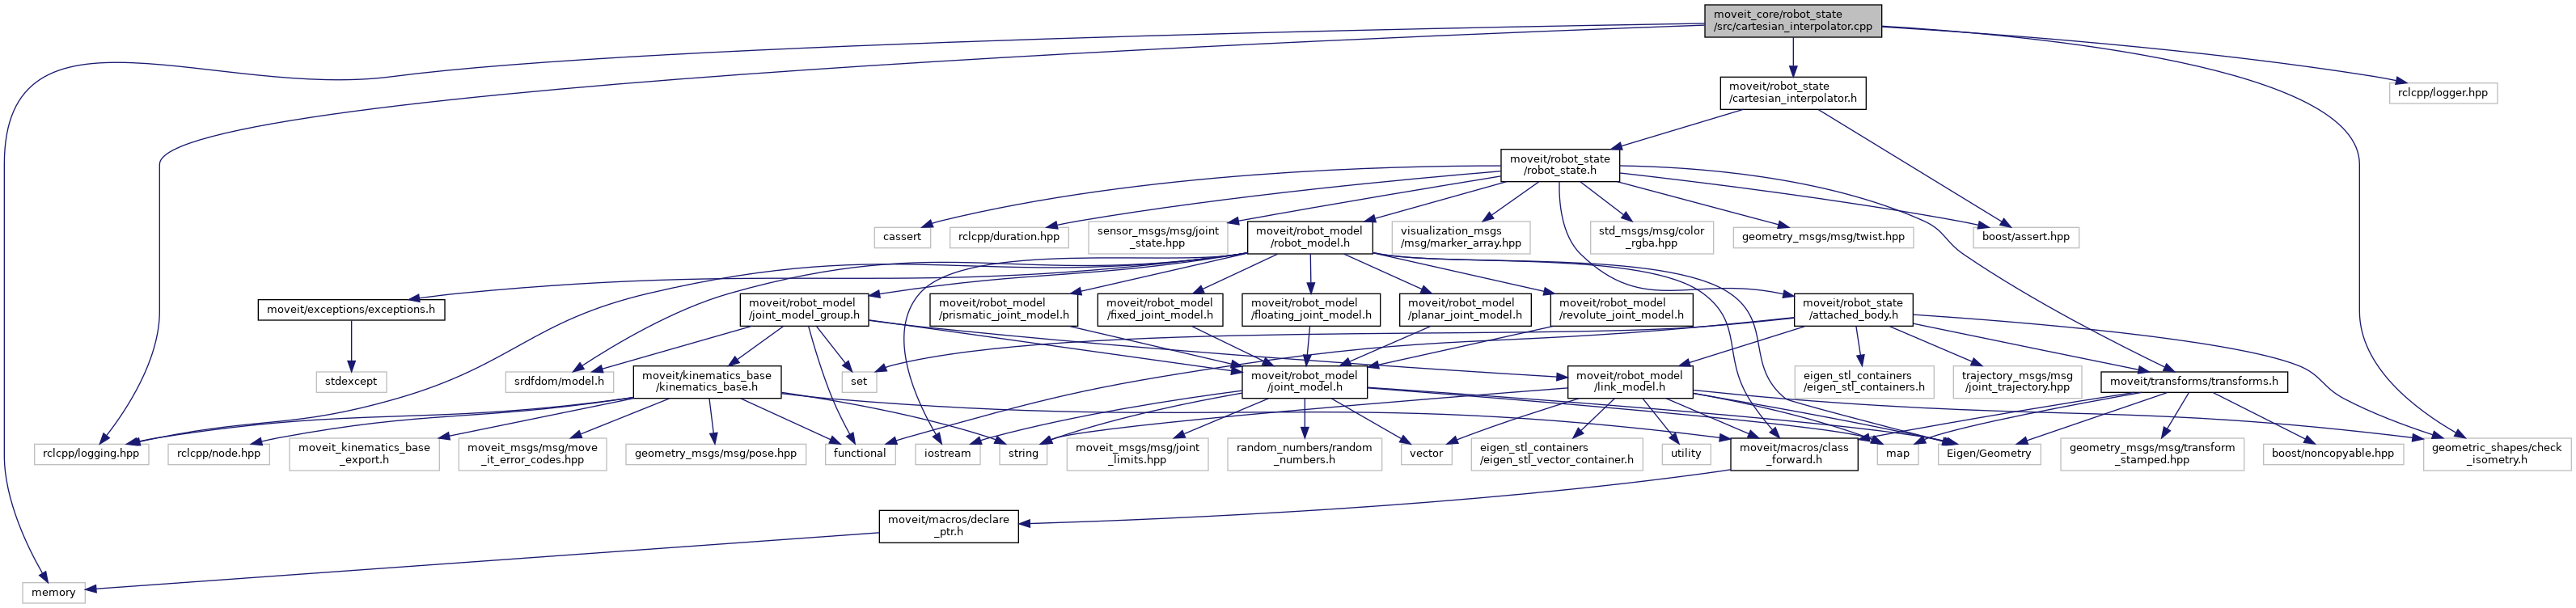 moveit_core/robot_state
/src/cartesian_interpolator.cpp
moveit/robot_state
/cartesian_interpolator.h
rclcpp/logger.hpp
moveit/robot_state
/robot_state.h
cassert
rclcpp/duration.hpp
sensor_msgs/msg/joint
_state.hpp
moveit/robot_model
/robot_model.h
visualization_msgs
/msg/marker_array.hpp
std_msgs/msg/color
_rgba.hpp
geometry_msgs/msg/twist.hpp
boost/assert.hpp
moveit/exceptions/exceptions.h
moveit/robot_model
/joint_model_group.h
moveit/robot_model
/prismatic_joint_model.h
moveit/robot_model
/fixed_joint_model.h
moveit/robot_model
/floating_joint_model.h
moveit/robot_model
/planar_joint_model.h
moveit/robot_model
/revolute_joint_model.h
moveit/robot_state
/attached_body.h
stdexcept
srdfdom/model.h
moveit/kinematics_base
/kinematics_base.h
set
moveit/robot_model
/joint_model.h
moveit/robot_model
/link_model.h
eigen_stl_containers
/eigen_stl_containers.h
trajectory_msgs/msg
/joint_trajectory.hpp
moveit/transforms/transforms.h
rclcpp/logging.hpp
rclcpp/node.hpp
moveit_kinematics_base
_export.h
moveit_msgs/msg/move
_it_error_codes.hpp
geometry_msgs/msg/pose.hpp
functional
iostream
string
moveit_msgs/msg/joint
_limits.hpp
random_numbers/random
_numbers.h
vector
eigen_stl_containers
/eigen_stl_vector_container.h
utility
moveit/macros/class
_forward.h
map
Eigen/Geometry
geometry_msgs/msg/transform
_stamped.hpp
boost/noncopyable.hpp
geometric_shapes/check
_isometry.h
moveit/macros/declare
_ptr.h
memory